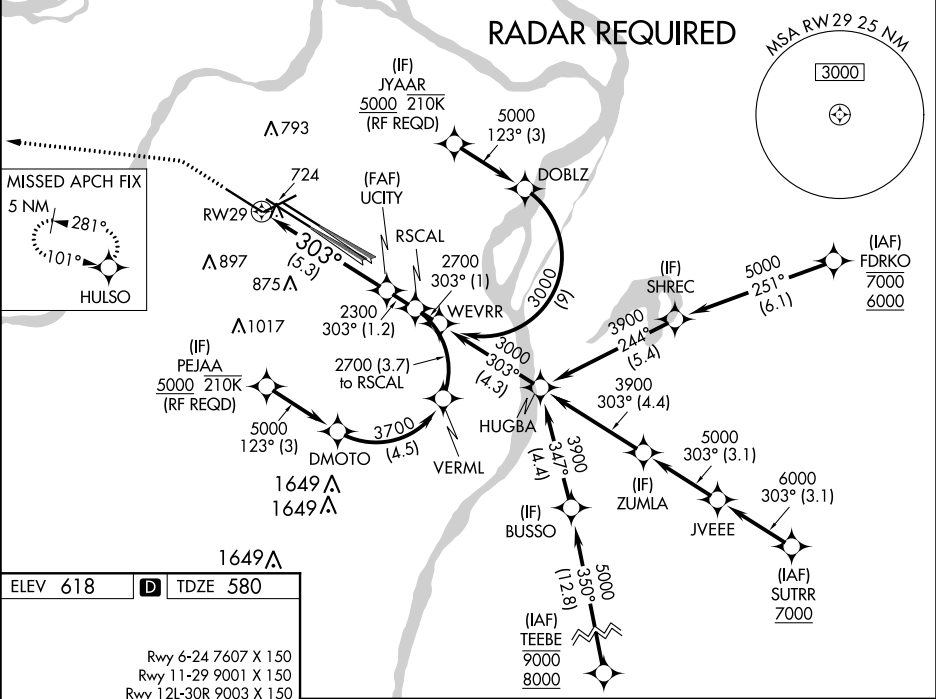 RADAR REQUIRED
MSA RW29 25 NM
3000
(IF)
JYAAR
5000 210K
(RF REQD)
5000
123° (3)
793
724
DOBLZ
MISSED APCH FIX
5 NM
281°
101°
HULSO
RW29
(FAF)
UCITY
RSCAL
303°
(5.3)
2700
303° (1)
WEVRR
3000
(9)
897
875
1017
2300
303° (1.2)
2700 (3.7)
to RSCAL
3000
303°
(4.3)
(IF)
SHREC
5000
251°
(6.1)
(IAF)
FDRKO
7000
6000
3900
244°
(5.4)
(IF)
PEJAA
5000 210K
(RF REQD)
5000
123° (3)
DMOTO
3700
(4.5)
VERML
HUGBA
3900
303° (4.4)
3900
347°
(4.4)
(IF)
ZUMLA
5000
303° (3.1)
JVEEE
6000
303° (3.1)
(IAF)
SUTRR
7000
(IF)
BUSSO
5000
350°
(12.8)
(IAF)
TEEBE
9000
8000
1649
1649
1649
ELEV 618 D TDZE 580
Rwy 6-24 7607 X 150
Rwy 11-29 9001 X 150
Rwy 12L-30R 9003 X 150